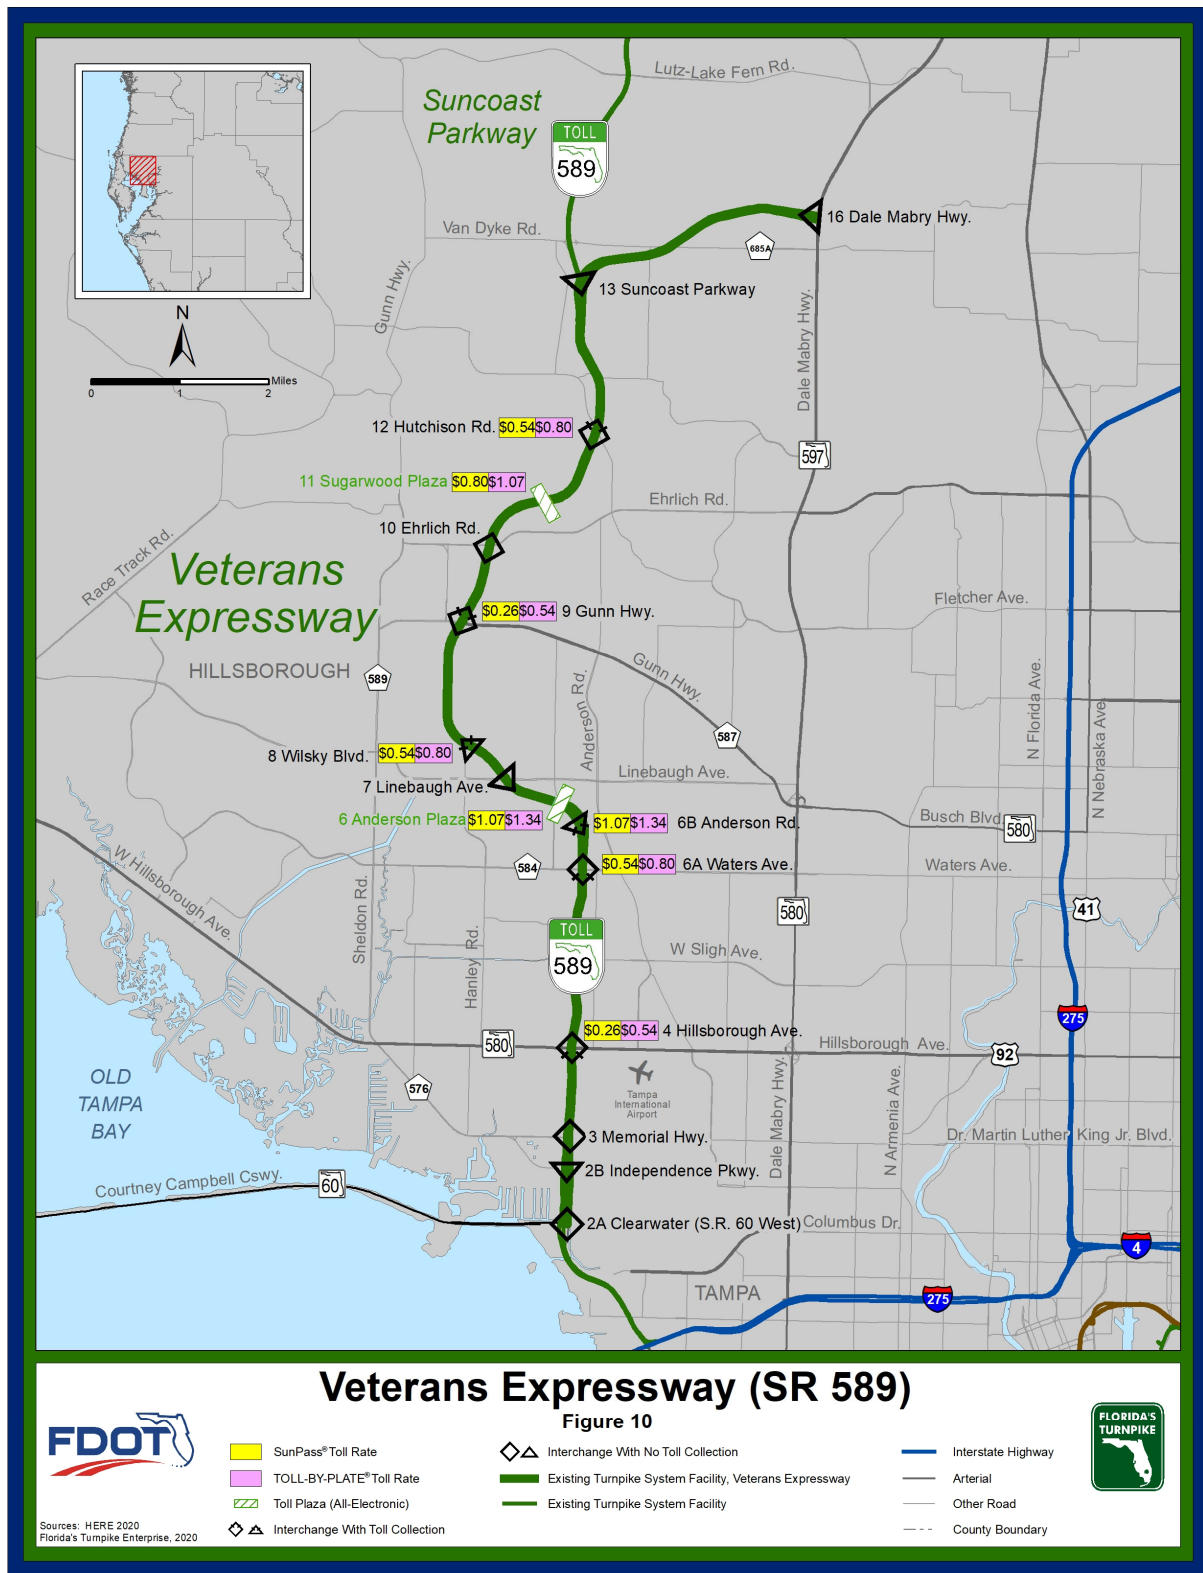 Lutz-Lake Fern Rd.
Suncoast
Parkway
TOLL
589
16 Dale Mabry Hwy.
Van Dyke Rd.
685A
Gunn Hwy.
13 Suncoast Parkway
N
Miles
0 1 2
Dale Mabry Hwy.
12 Hutchison Rd. $0.54 $0.80
597
11 Sugarwood Plaza $0.80 $1.07
Ehrlich Rd.
10 Ehrlich Rd.
Race Track Rd.
Veterans
Expressway
Fletcher Ave.
$0.26 $0.54 9 Gunn Hwy.
HILLSBOROUGH
589
Gunn Hwy.
Anderson Rd.
N Florida Ave.
N Nebraska Ave.
587
8 Wilsky Blvd. $0.54 $0.80
Linebaugh Ave.
7 Linebaugh Ave.
6 Anderson Plaza $1.07 $1.34
$1.07 $1.34 6B Anderson Rd.
Busch Blvd.
580
584
$0.54 $0.80 6A Waters Ave.
Waters Ave.
W Hillsborough Ave.
Sheldon Rd.
580
41
TOLL
589
Hanley Rd.
W Sligh Ave.
275
$0.26 $0.54 4 Hillsborough Ave.
580
Hillsborough Ave.
92
OLD
TAMPA
BAY
576
Tampa
International
Airport
Dale Mabry Hwy.
N Armenia Ave.
3 Memorial Hwy.
Dr. Martin Luther King Jr. Blvd.
2B Independence Pkwy.
Courtney Campbell Cswy.
60
2A Clearwater (S.R. 60 West)
Columbus Dr.
4
TAMPA
275
Veterans Expressway (SR 589)
Figure 10
FDOT
SunPass® Toll Rate
TOLL-BY-PLATE® Toll Rate
Toll Plaza (All-Electronic)
Interchange With Toll Collection
Interchange With No Toll Collection
Existing Turnpike System Facility, Veterans Expressway
Existing Turnpike System Facility
Interstate Highway
Arterial
Other Road
County Boundary
FLORIDA'S
TURNPIKE
Sources: HERE 2020
Florida's Turnpike Enterprise, 2020